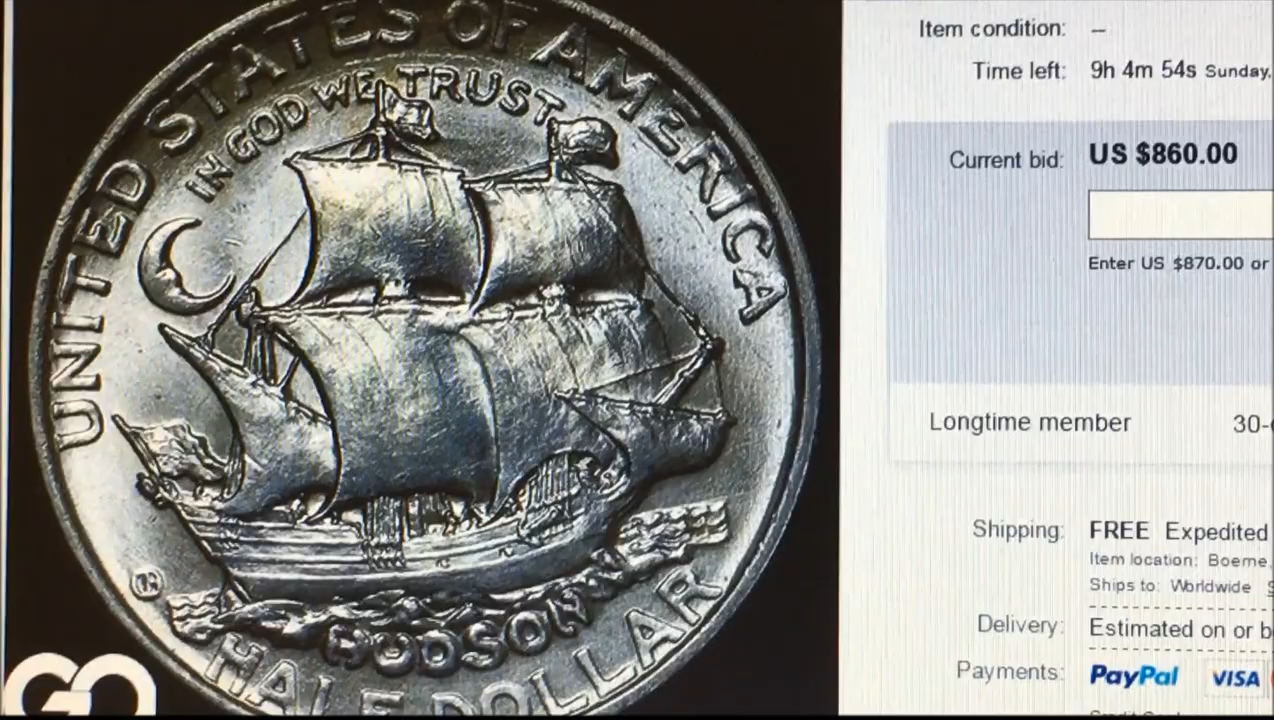 UNITED STATES OF AMERICA
IN GOD WE TRUST
HUDSON
HALF DOLLAR
GO
Item condition: –
Time left: 9h 4m 54s Sunday,
Current bid: US $860.00
Enter US $870.00 or
Longtime member 30-
Shipping: FREE Expedited
Item location: Boerne,
Ships to: Worldwide
Delivery: Estimated on or b
Payments: PayPal VISA